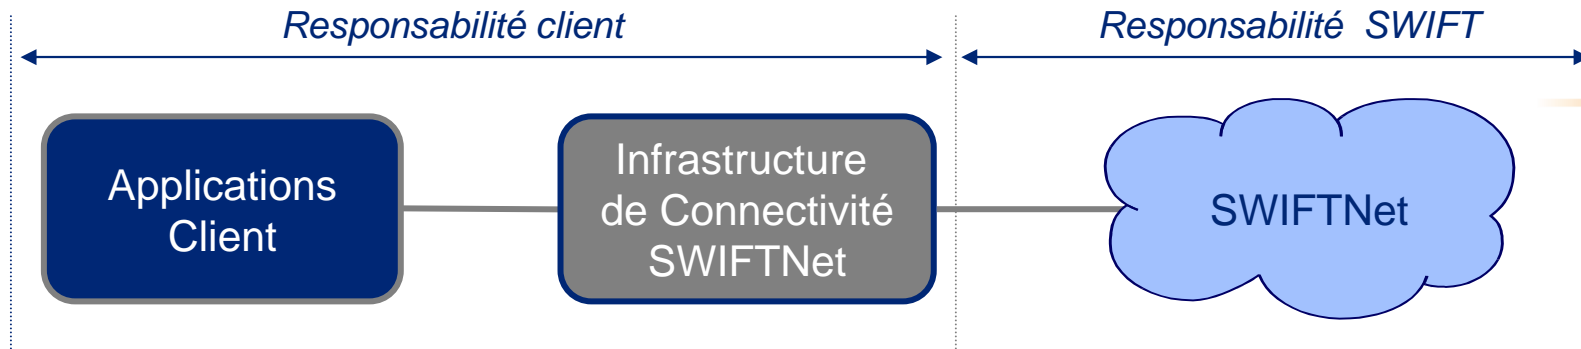 Responsabilité client
Responsabilité SWIFT
Applications
Client
Infrastructure
de Connectivité
SWIFTNet
SWIFTNet